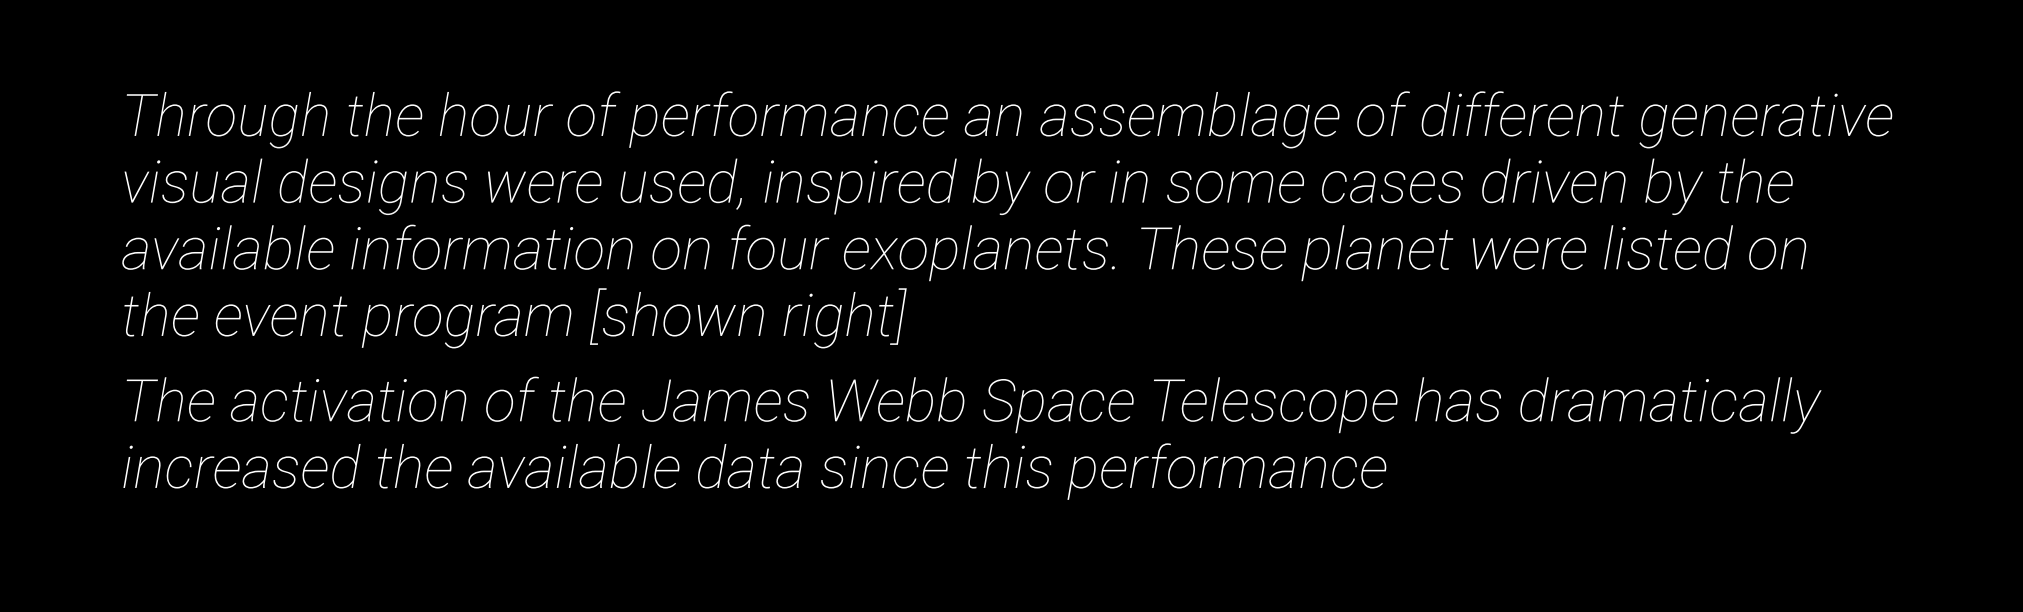 Through the hour of performance an assemblage of different generative
visual designs were used, inspired by or in some cases driven by the
available information on four exoplanets. These planet were listed on
the event program [shown right]
The activation of the James Webb Space Telescope has dramatically
increased the available data since this performance